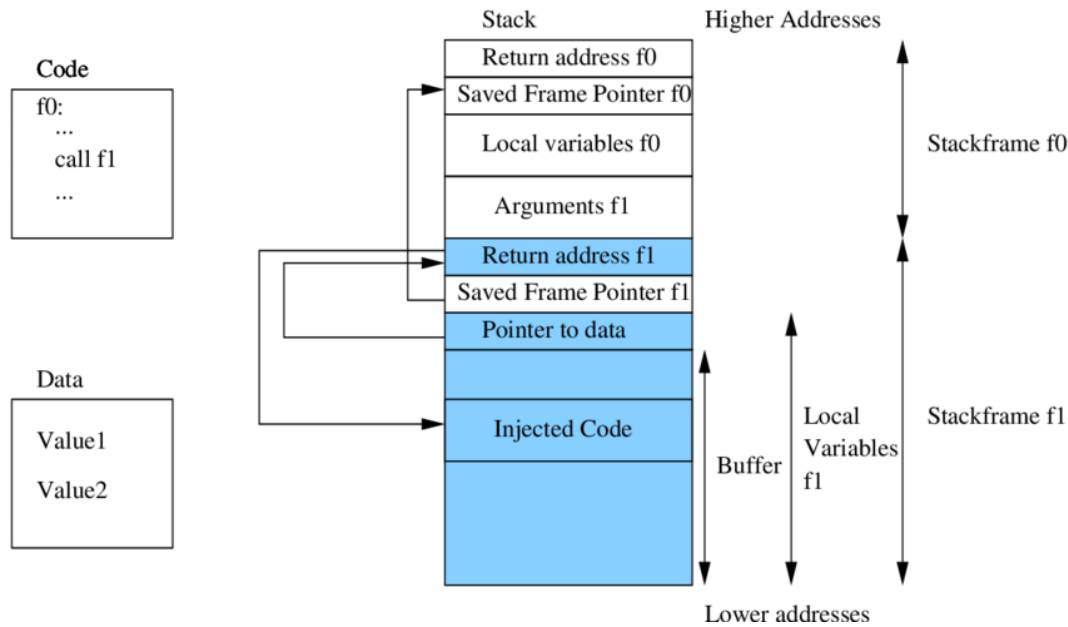 Stack
Higher Addresses
Return address f0
Code
Saved Frame Pointer f0
f0:
...
Local variables f0
call f1
Stackframe f0
...
Arguments f1
Return address f1
Saved Frame Pointer f1
Pointer to data
Data
Value1
Injected Code
Local
Variables
f1
Stackframe f1
Buffer
Value2
Lower addresses